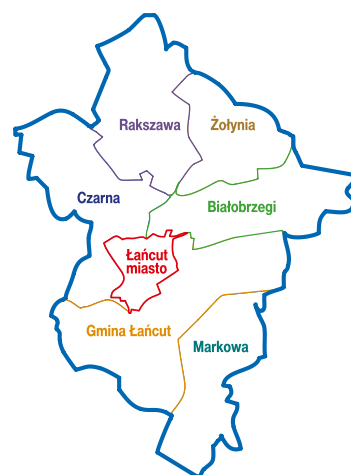 Rakszawa
Żołynia
Czarna
Białobrzegi
Łańcut
miasto
Gmina Łańcut
Markowa